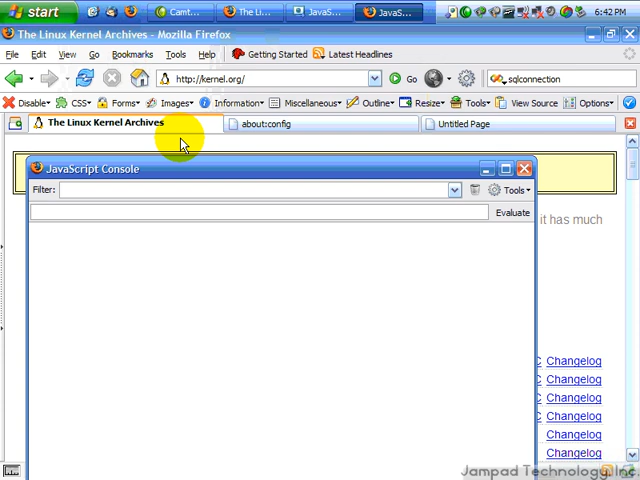 start
Camt...
The Li...
JavaS...
JavaS...
6:42 PM
The Linux Kernel Archives - Mozilla Firefox
File Edit View Go Bookmarks Tools Help Getting Started Latest Headlines
http://kernel.org/ Go sqlconnection
Disable CSS Forms Images Information Miscellaneous Outline Resize Tools View Source Options
The Linux Kernel Archives about:config Untitled Page
JavaScript Console
Filter: Tools
it has much
Evaluate
C Changelog
C Changelog
C Changelog
C Changelog
Changelog
Changelog
Jampad Technology, Inc.